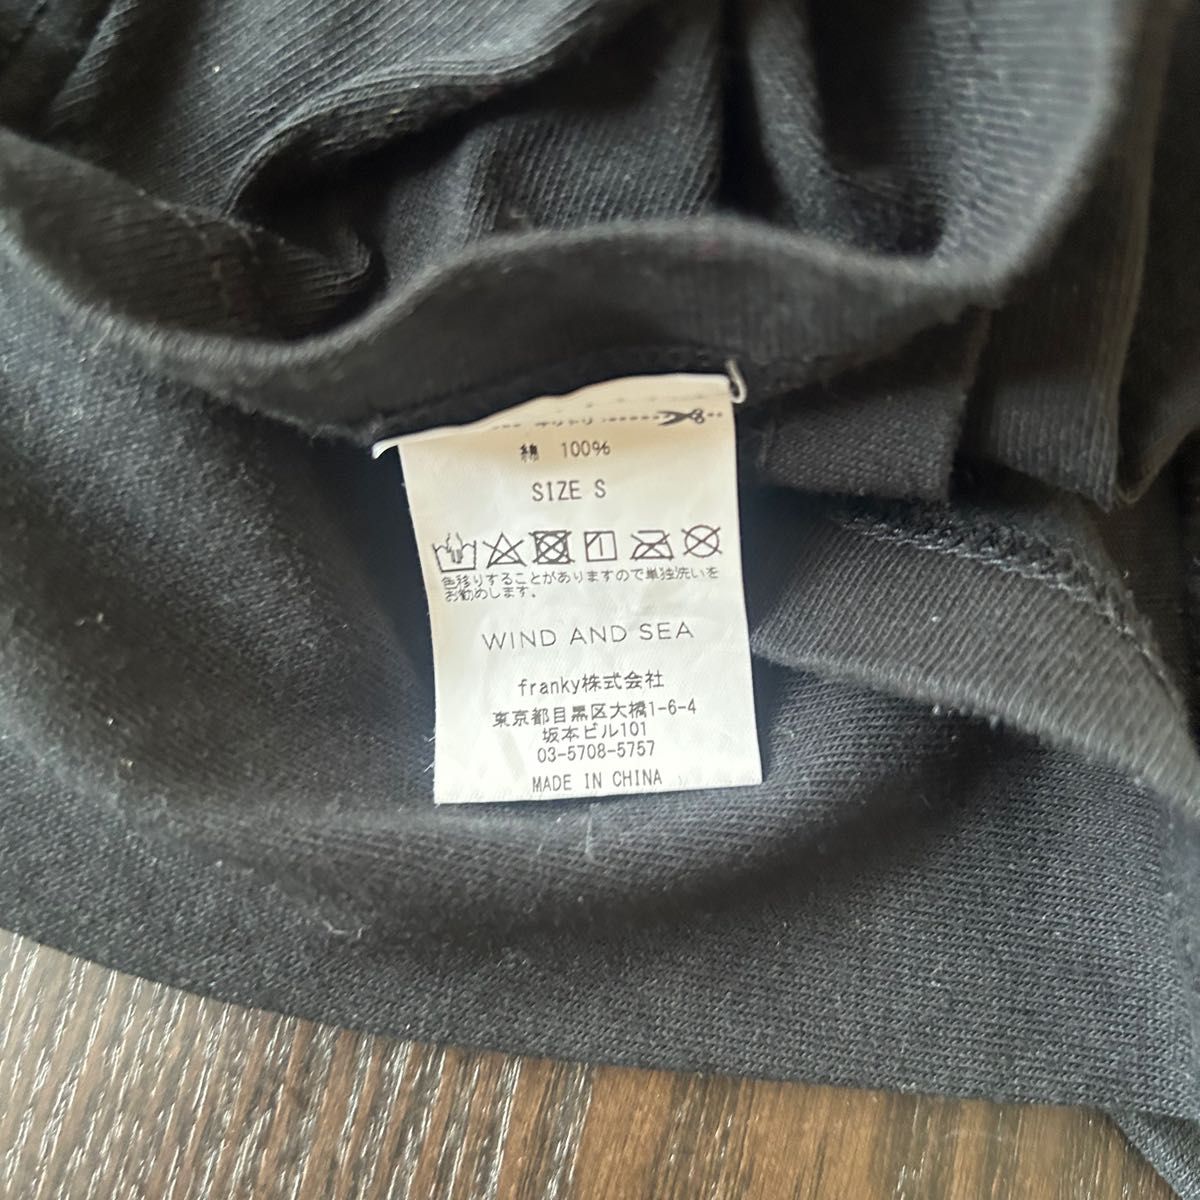 綿 100%
SIZE S
色移りすることがありますので単独洗いを
お勧めします。
WIND AND SEA
franky株式会社
東京都目黒区大橋1-6-4
坂本ビル101
03-5708-5757
MADE IN CHINA